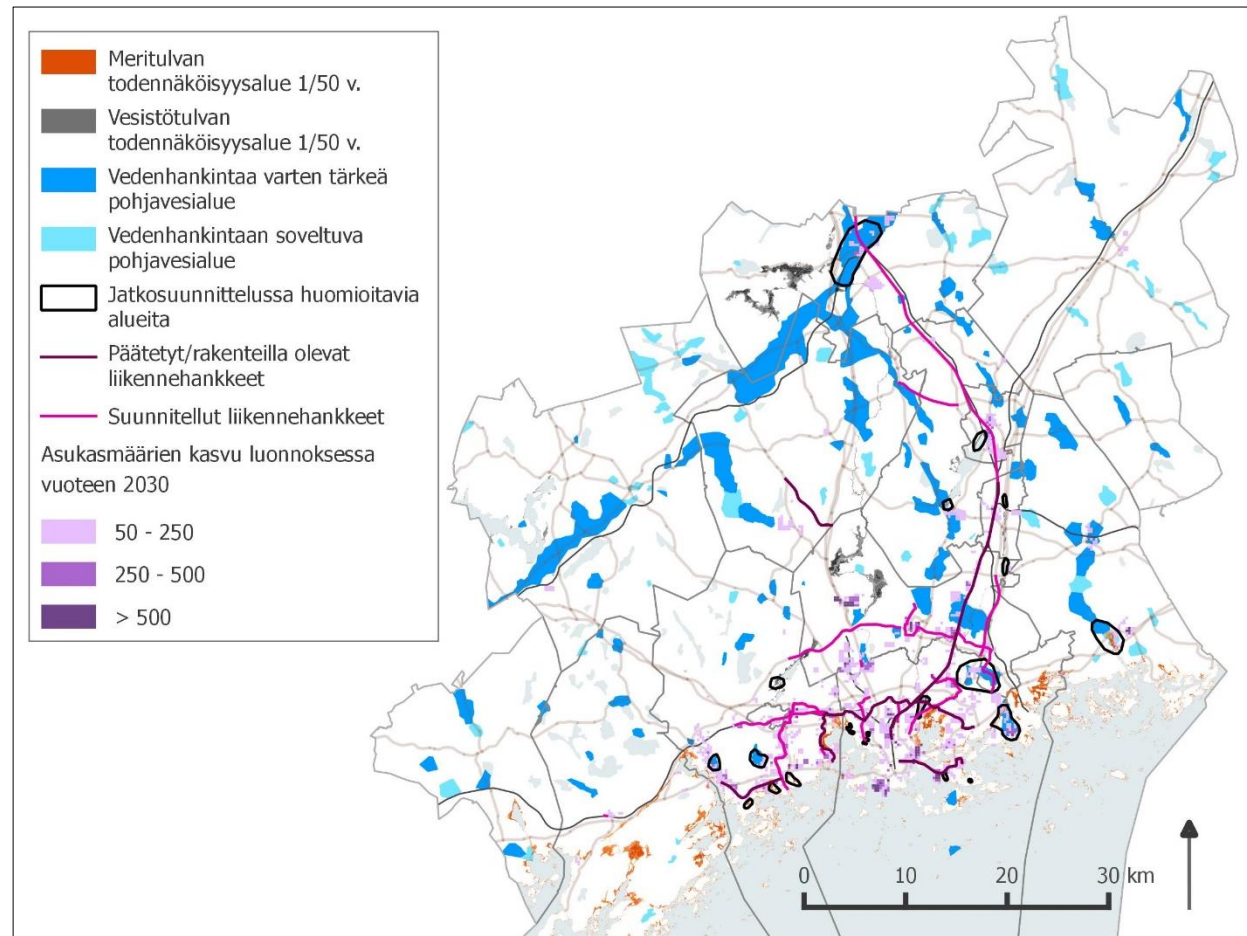 Meritulvan
todennäköisyysalue 1/50 v.
Vesistötulvan
todennäköisyysalue 1/50 v.
Vedenhankintaa varten tärkeä
pohjavesialue
Vedenhankintaan soveltuva
pohjavesialue
Jatkosuunnittelussa huomioitavia
alueita
Päätetyt/rakenteilla olevat
liikennehankkeet
Suunnitellut liikennehankkeet
Asukasmäärien kasvu luonnoksessa
vuoteen 2030
50 - 250
250 - 500
> 500
0 10 20 30 km